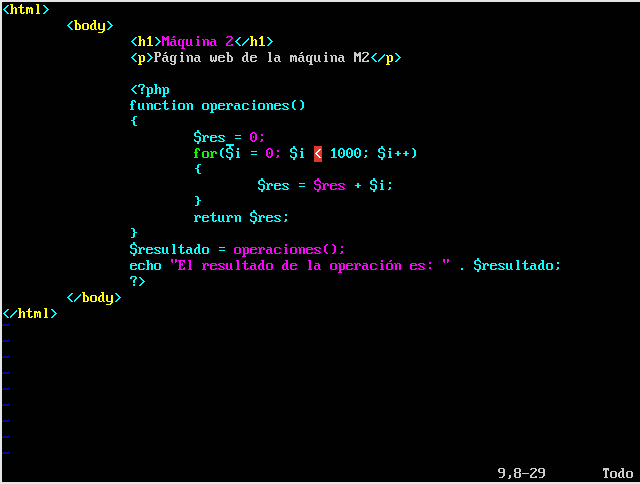 <html>
<body>
<h1>Máquina 2</h1>
<p>Página web de la máquina M2</p>
<?php
function operaciones()
{
$res = 0;
for($i = 0; $i < 1000; $i++)
{
$res = $res + $i;
}
return $res;
}
$resultado = operaciones();
echo "El resultado de la operación es: " . $resultado;
?>
</body>
</html>
~
~
~
~
~
~
~
~
~
9,8-29 Todo